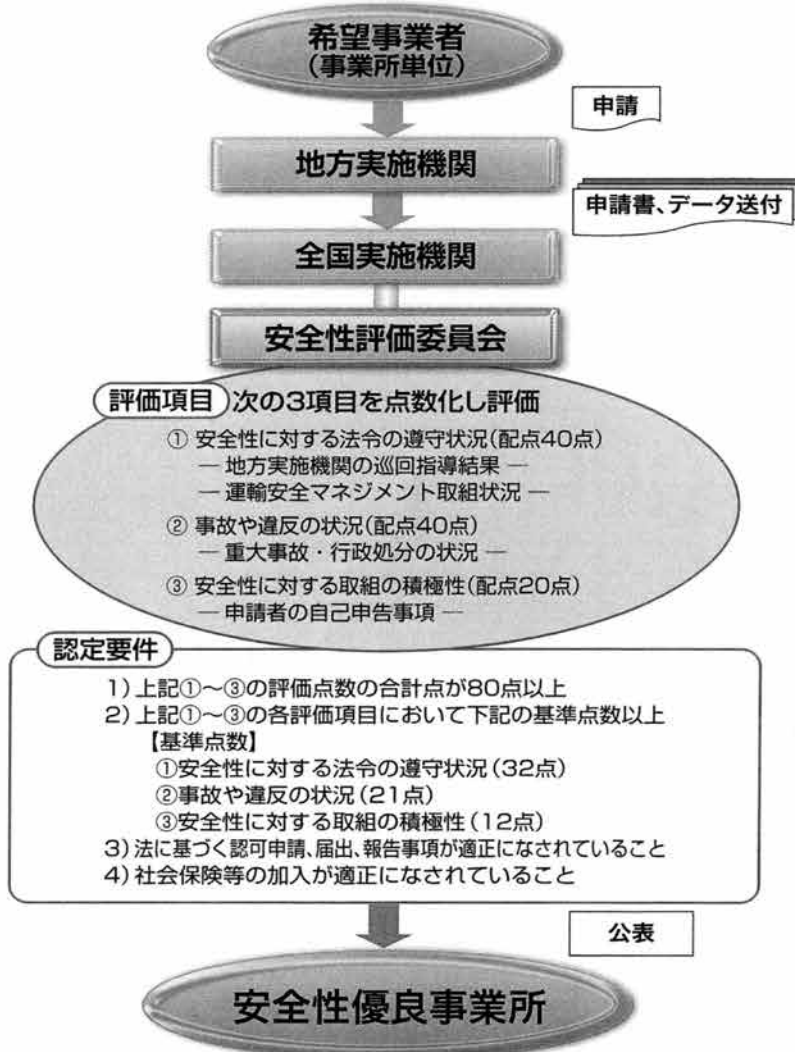 希望事業者
(事業所単位)
申請
地方実施機関
申請書、データ送付
全国実施機関
安全性評価委員会
評価項目 次の3項目を点数化し評価
① 安全性に対する法令の遵守状況(配点40点)
― 地方実施機関の巡回指導結果 ―
― 運輸安全マネジメント取組状況 ―
② 事故や違反の状況(配点40点)
― 重大事故・行政処分の状況 ―
③ 安全性に対する取組の積極性(配点20点)
― 申請者の自己申告事項 ―
認定要件
1)上記①～③の評価点数の合計点が80点以上
2)上記①～③の各評価項目において下記の基準点数以上
【基準点数】
①安全性に対する法令の遵守状況(32点)
②事故や違反の状況(21点)
③安全性に対する取組の積極性(12点)
3)法に基づく認可申請、届出、報告事項が適正になされていること
4)社会保険等の加入が適正になされていること
公表
安全性優良事業所